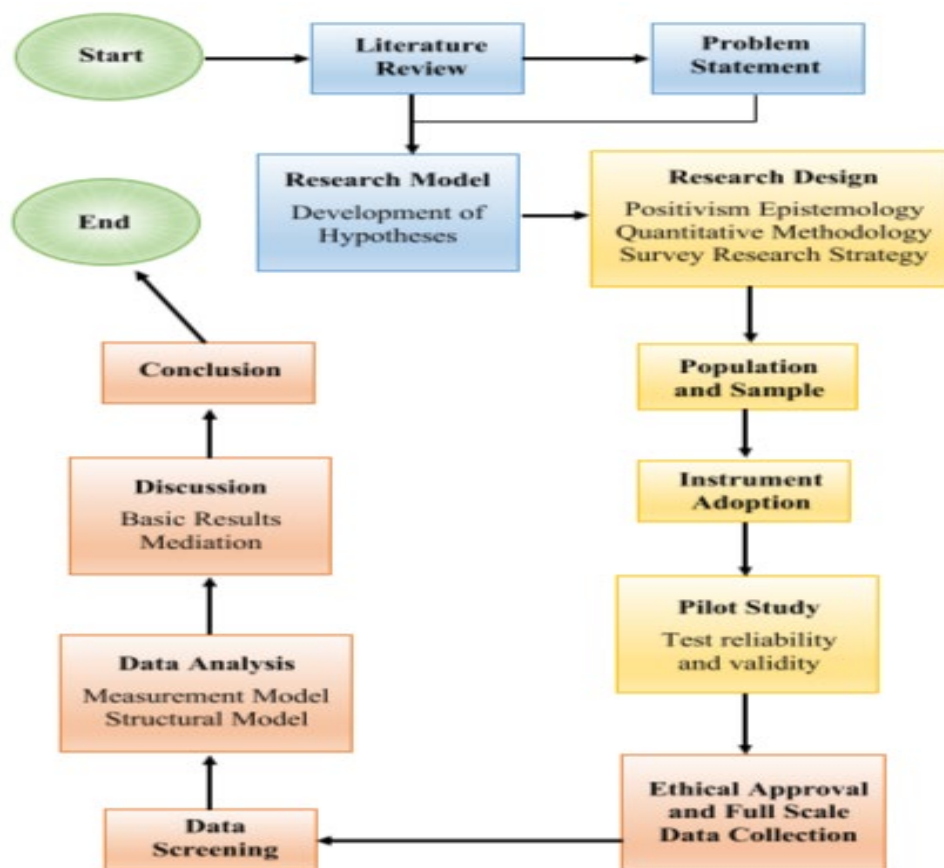 Start
Literature
Review
Problem
Statement
Research Model
Development of
Hypotheses
Research Design
Positivism Epistemology
Quantitative Methodology
Survey Research Strategy
Population
and Sample
Instrument
Adoption
Pilot Study
Test reliability
and validity
Ethical Approval
and Full Scale
Data Collection
Data
Screening
Data Analysis
Measurement Model
Structural Model
Discussion
Basic Results
Mediation
Conclusion
End